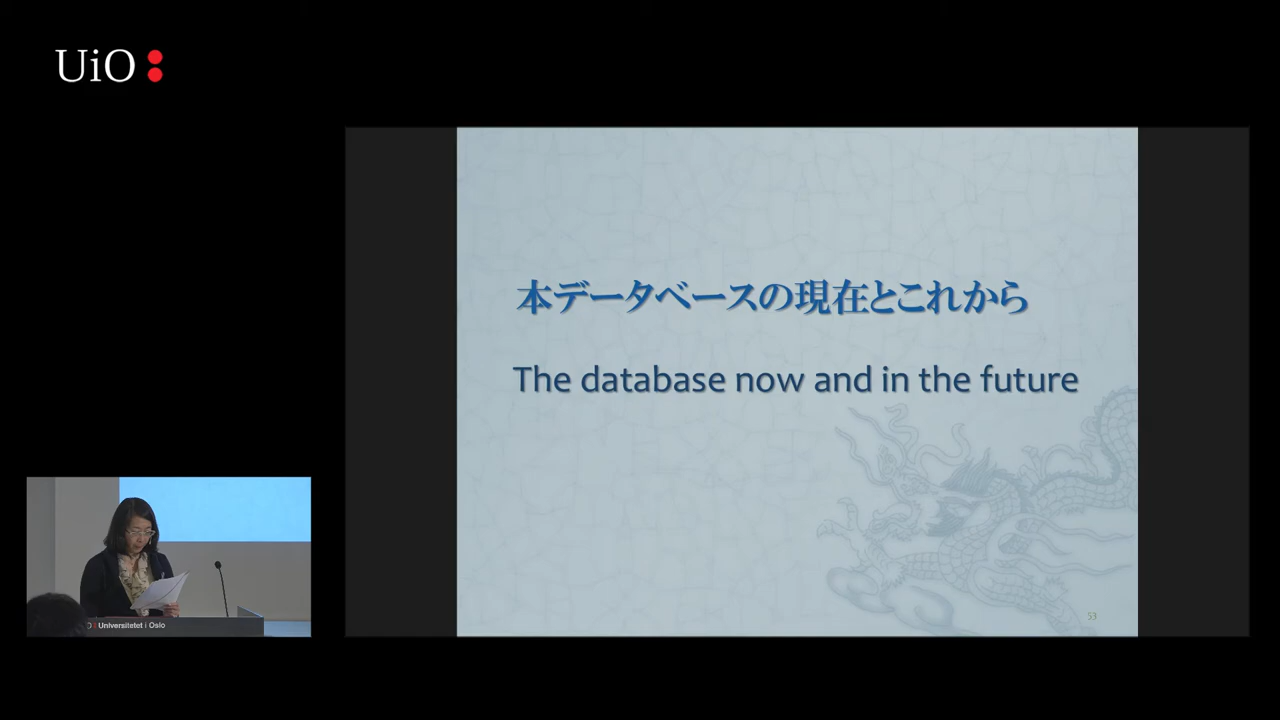 UiO:
本データベースの現在とこれから
The database now and in the future
53
Universitetet i Oslo